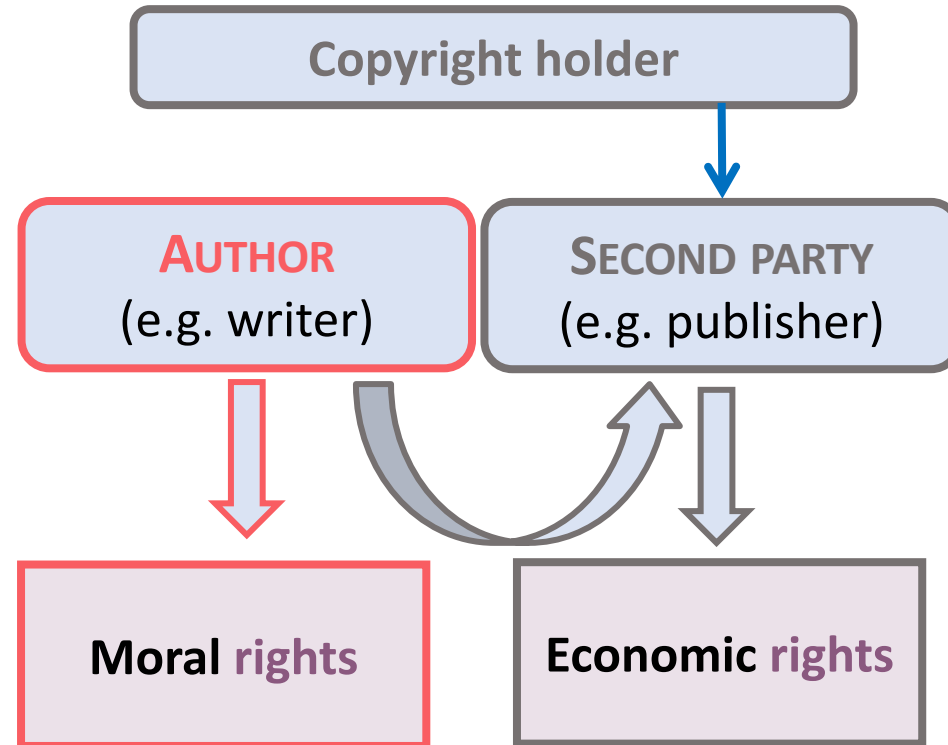 Copyright holder
AUTHOR
(e.g. writer)
SECOND PARTY
(e.g. publisher)
Moral rights
Economic rights